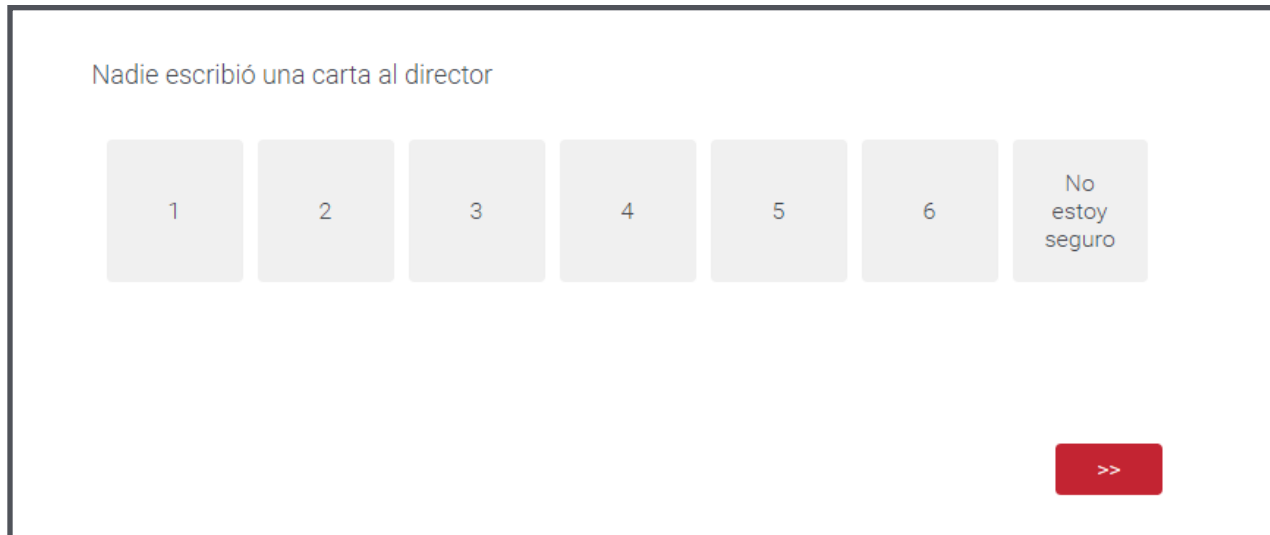 Nadie escribió una carta al director
1 2 3 4 5 6 No
estoy
seguro
>>